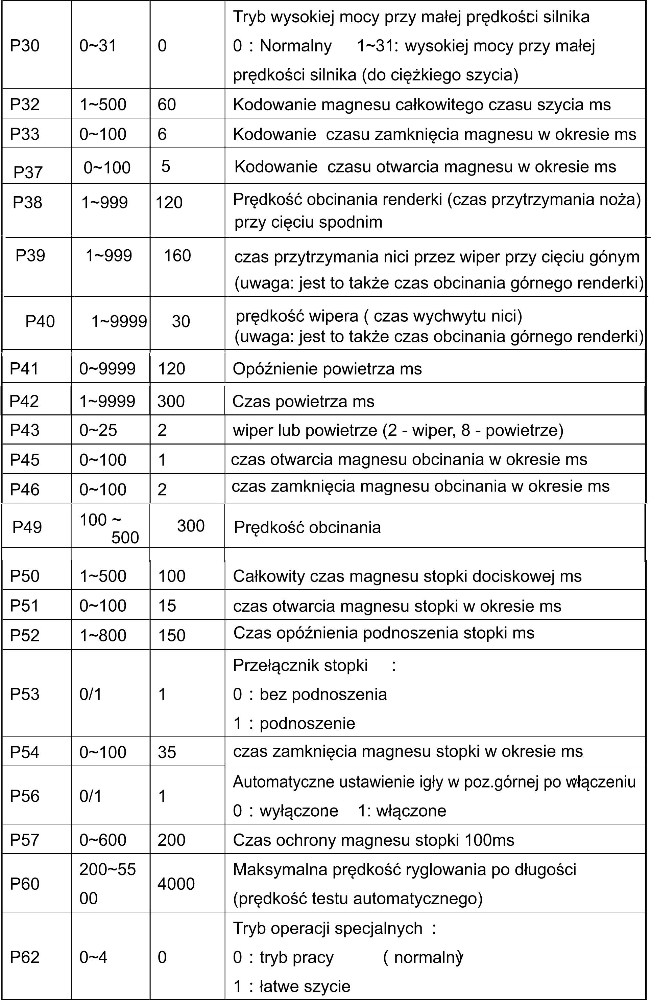 Tryb wysokiej mocy przy małej prędkości silnika
P30 0~31 0 0 : Normalny 1~31: wysokiej mocy przy małej
prędkości silnika (do ciężkiego szycia)
P32 1~500 60 Kodowanie magnesu całkowitego czasu szycia ms
P33 0~100 6 Kodowanie czasu zamknięcia magnesu w okresie ms
P37 0~100 5 Kodowanie czasu otwarcia magnesu w okresie ms
P38 1~999 120 Prędkość obcinania renderki (czas przytrzymania noża)
przy cięciu spodnim
P39 1~999 160 czas przytrzymania nici przez wiper przy cięciu gónym
(uwaga: jest to także czas obcinania górnego renderki)
P40 1~9999 30 prędkość wipera ( czas wychwytu nici)
(uwaga: jest to także czas obcinania górnego renderki)
P41 0~9999 120 Opóźnienie powietrza ms
P42 1~9999 300 Czas powietrza ms
P43 0~25 2 wiper lub powietrze (2 - wiper, 8 - powietrze)
P45 0~100 1 czas otwarcia magnesu obcinania w okresie ms
P46 0~100 2 czas zamknięcia magnesu obcinania w okresie ms
P49 100 ~ 300 Prędkość obcinania
500
P50 1~500 100 Całkowity czas magnesu stopki dociskowej ms
P51 0~100 15 czas otwarcia magnesu stopki w okresie ms
P52 1~800 150 Czas opóźnienia podnoszenia stopki ms
Przełącznik stopki :
P53 0/1 1 0 : bez podnoszenia
1 : podnoszenie
P54 0~100 35 czas zamknięcia magnesu stopki w okresie ms
Automatyczne ustawienie igły w poz.górnej po włączeniu
P56 0/1 1
0 : wyłączone 1: włączone
P57 0~600 200 Czas ochrony magnesu stopki 100ms
200~55 Maksymalna prędkość ryglowania po długości
P60 4000
00 (prędkość testu automatycznego)
Tryb operacji specjalnych :
P62 0~4 0 0 : tryb pracy ( normalny)
1 : łatwe szycie